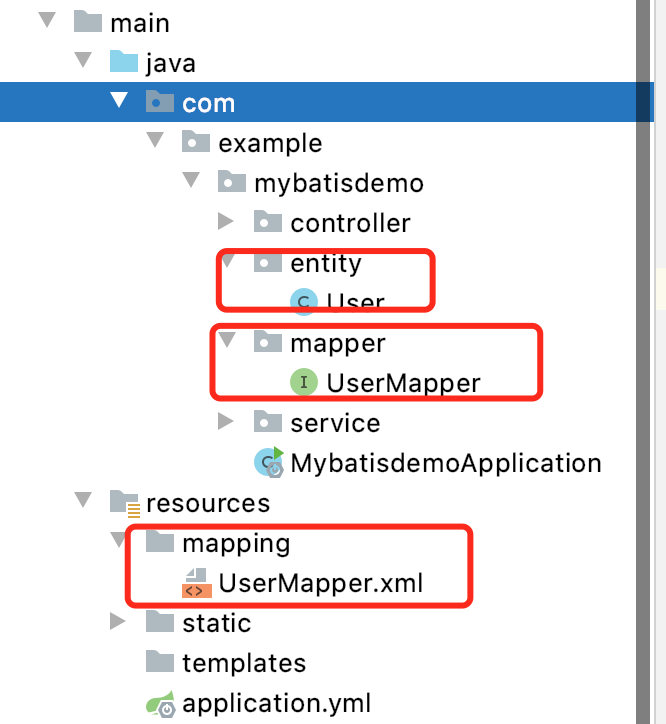 main
java
com
example
mybatisdemo
controller
entity
C User
mapper
I UserMapper
service
C MybatisdemoApplication
resources
mapping
<> UserMapper.xml
static
templates
application.yml